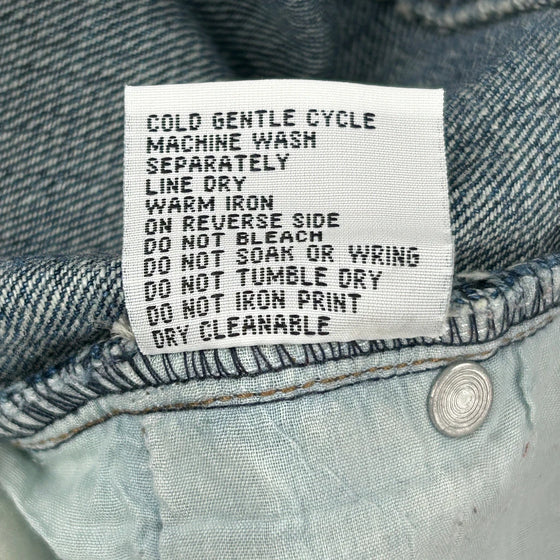 COLD GENTLE CYCLE
MACHINE WASH
SEPARATELY
LINE DRY
WARM IRON
ON REVERSE SIDE
DO NOT BLEACH
DO NOT SOAK OR WRING
DO NOT TUMBLE DRY
DO NOT IRON PRINT
DRY CLEANABLE